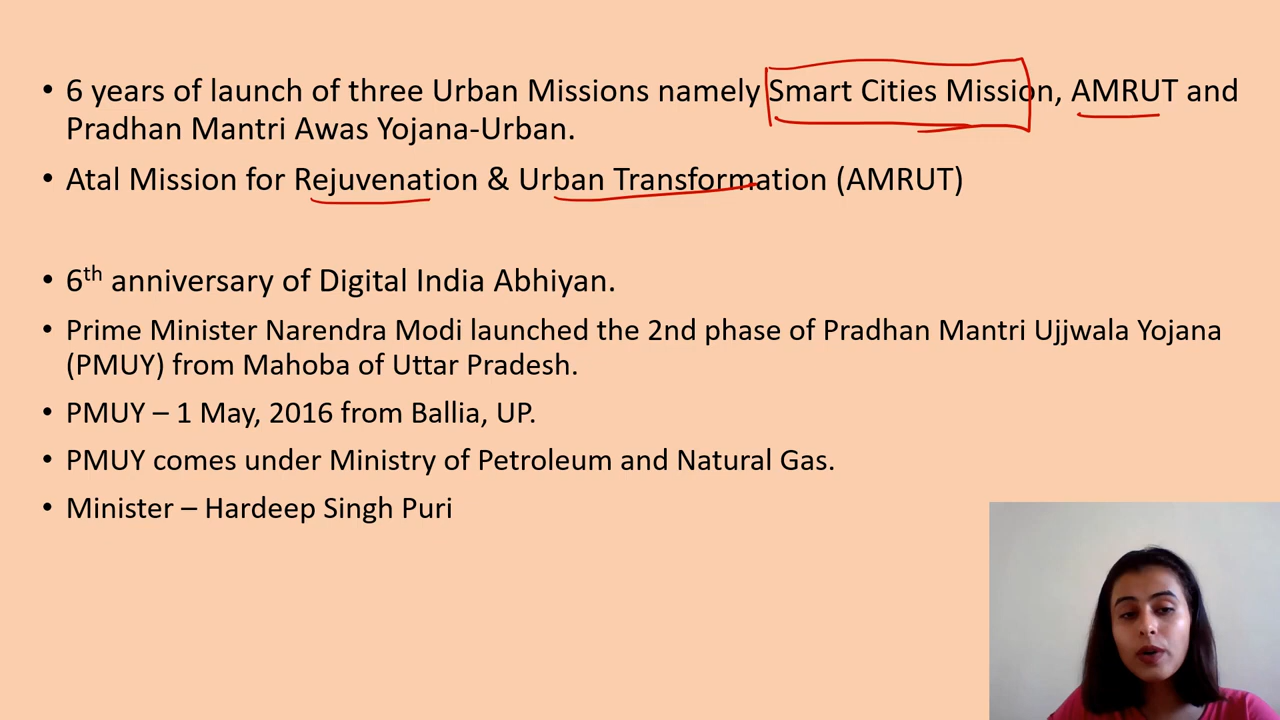 • 6 years of launch of three Urban Missions namely Smart Cities Mission, AMRUT and
Pradhan Mantri Awas Yojana-Urban.
• Atal Mission for Rejuvenation & Urban Transformation (AMRUT)
• 6th anniversary of Digital India Abhiyan.
• Prime Minister Narendra Modi launched the 2nd phase of Pradhan Mantri Ujjwala Yojana
(PMUY) from Mahoba of Uttar Pradesh.
• PMUY – 1 May, 2016 from Ballia, UP.
• PMUY comes under Ministry of Petroleum and Natural Gas.
• Minister – Hardeep Singh Puri